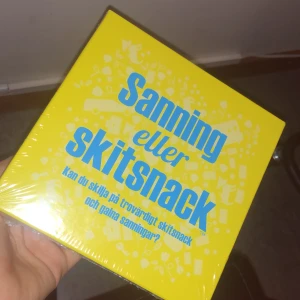 Sanning
eller
skitsnack
Kan du skilja på trovärdigt skitsnack
och galna sanningar?